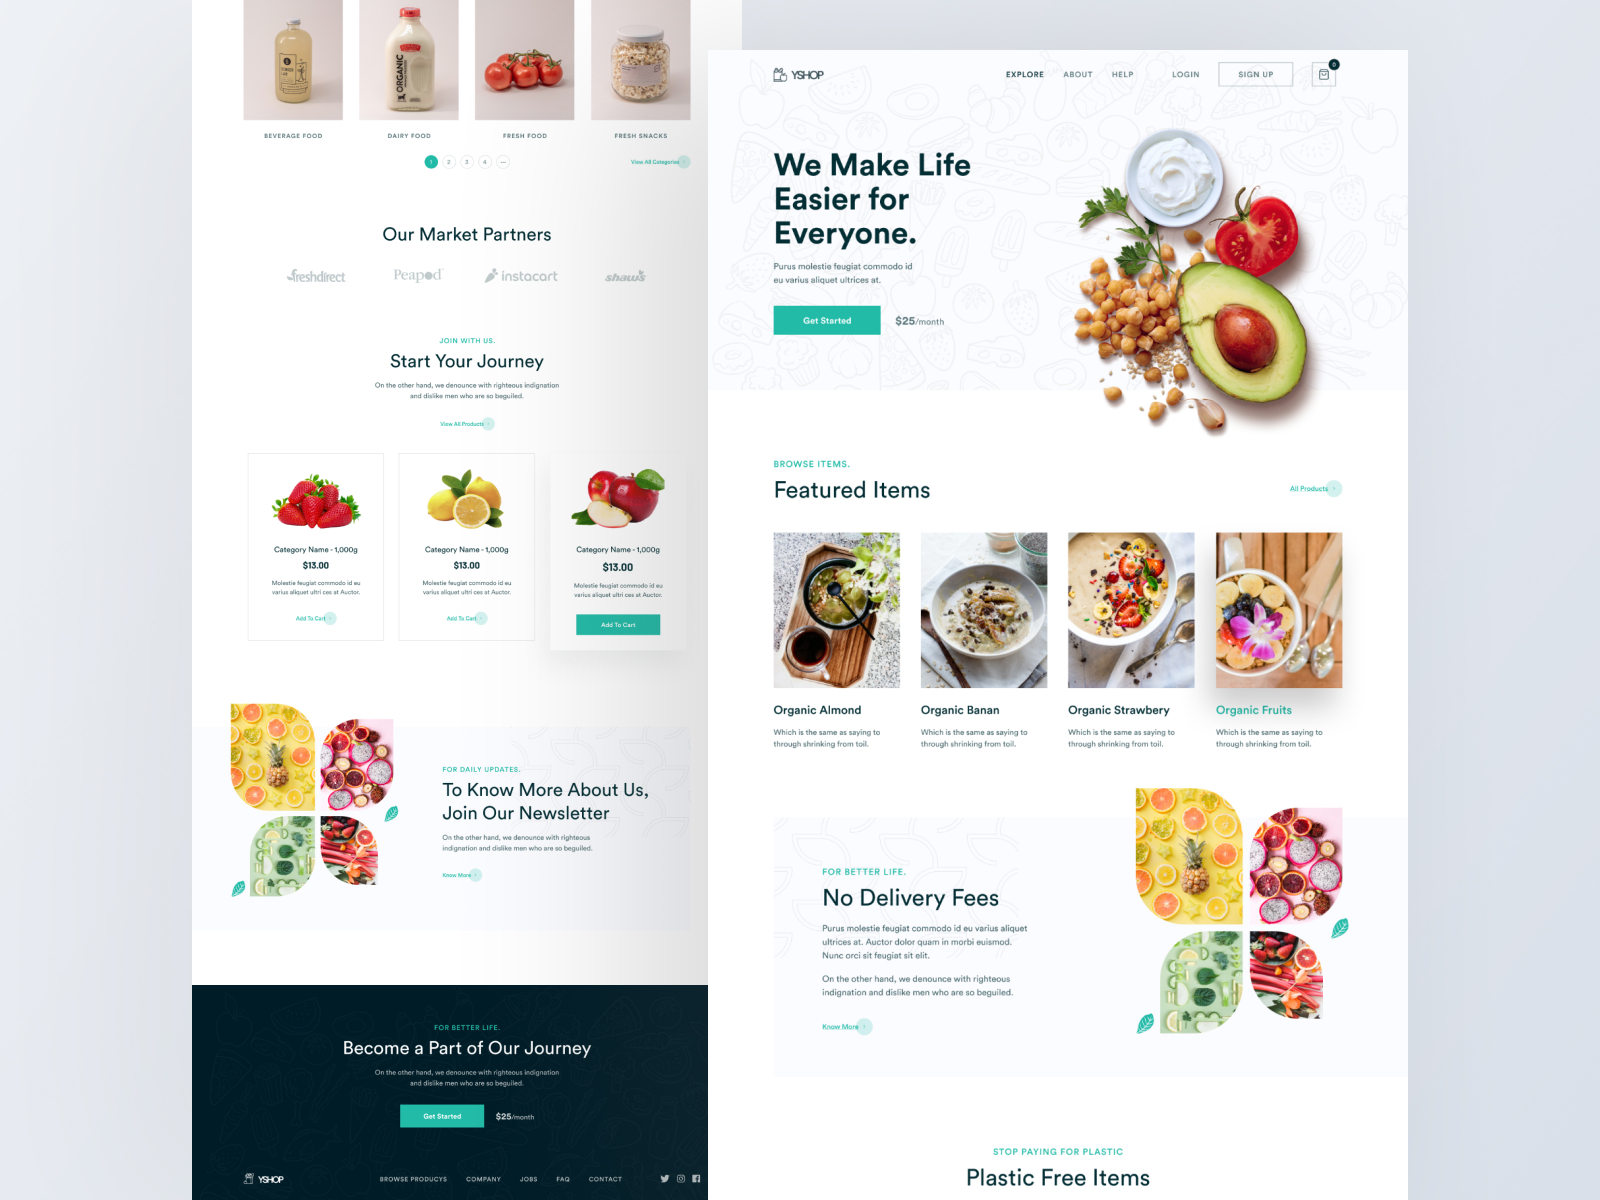 ORGANIC
BEVERAGE FOOD
DAIRY FOOD
FRESH FOOD
FRESH SNACKS
1 2 3 4 —
View All Categories
Our Market Partners
freshdirect
Peapod
instacart
shaw's
JOIN WITH US.
Start Your Journey
On the other hand, we denounce with righteous indignation
and dislike men who are so beguiled.
View All Products
Category Name - 1,000g
$13.00
Molestie feugiat commodo id eu
varius aliquet ultri ces at Auctor.
Add To Cart
Category Name - 1,000g
$13.00
Molestie feugiat commodo id eu
varius aliquet ultri ces at Auctor.
Add To Cart
Category Name - 1,000g
$13.00
Molestie feugiat commodo id eu
varius aliquet ultri ces at Auctor.
Add To Cart
FOR DAILY UPDATES.
To Know More About Us,
Join Our Newsletter
On the other hand, we denounce with righteous
indignation and dislike men who are so beguiled.
Know More
FOR BETTER LIFE.
Become a Part of Our Journey
On the other hand, we denounce with righteous indignation
and dislike men who are so beguiled.
Get Started
$25/month
YSHOP
BROWSE PRODUCYS
COMPANY
JOBS
FAQ
CONTACT
YSHOP
EXPLORE
ABOUT
HELP
LOGIN
SIGN UP
0
We Make Life
Easier for
Everyone.
Purus molestie feugiat commodo id
eu varius aliquet ultrices at.
Get Started
$25/month
BROWSE ITEMS.
Featured Items
All Products
Organic Almond
Which is the same as saying to
through shrinking from toil.
Organic Banan
Which is the same as saying to
through shrinking from toil.
Organic Strawbery
Which is the same as saying to
through shrinking from toil.
Organic Fruits
Which is the same as saying to
through shrinking from toil.
FOR BETTER LIFE.
No Delivery Fees
Purus molestie feugiat commodo id eu varius aliquet
ultrices at. Auctor dolor quam in morbi euismod.
Nunc orci sit feugiat sit elit.
On the other hand, we denounce with righteous
indignation and dislike men who are so beguiled.
Know More
STOP PAYING FOR PLASTIC
Plastic Free Items